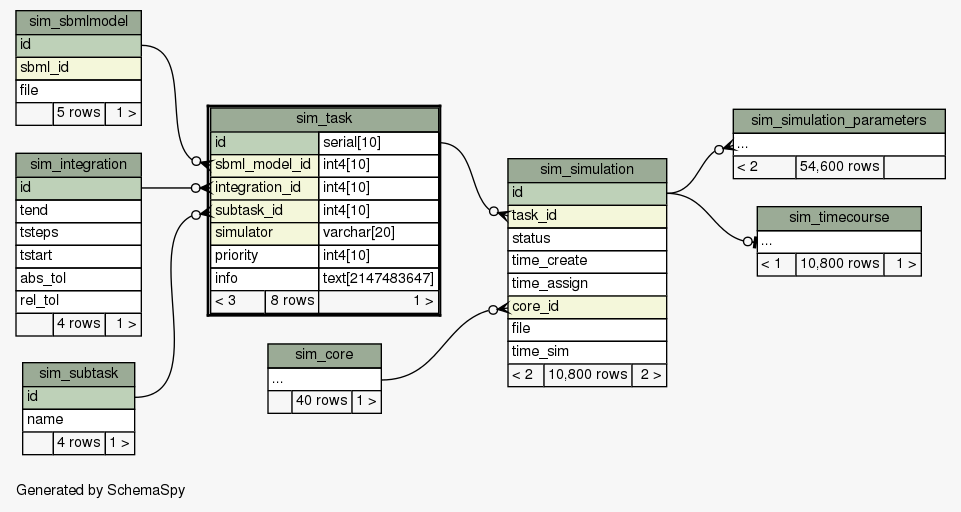 sim_sbmlmodel
id
sbml_id
file
5 rows 1 >
sim_integration
id
tend
tsteps
tstart
abs_tol
rel_tol
4 rows 1 >
sim_subtask
id
name
4 rows 1 >
sim_task
id serial[10]
sbml_model_id int4[10]
integration_id int4[10]
subtask_id int4[10]
simulator varchar[20]
priority int4[10]
info text[2147483647]
< 3 8 rows 1 >
sim_core
...
40 rows 1 >
sim_simulation
id
task_id
status
time_create
time_assign
core_id
file
time_sim
< 2 10,800 rows 2 >
sim_simulation_parameters
...
< 2 54,600 rows
sim_timecourse
...
< 1 10,800 rows 1 >
Generated by SchemaSpy